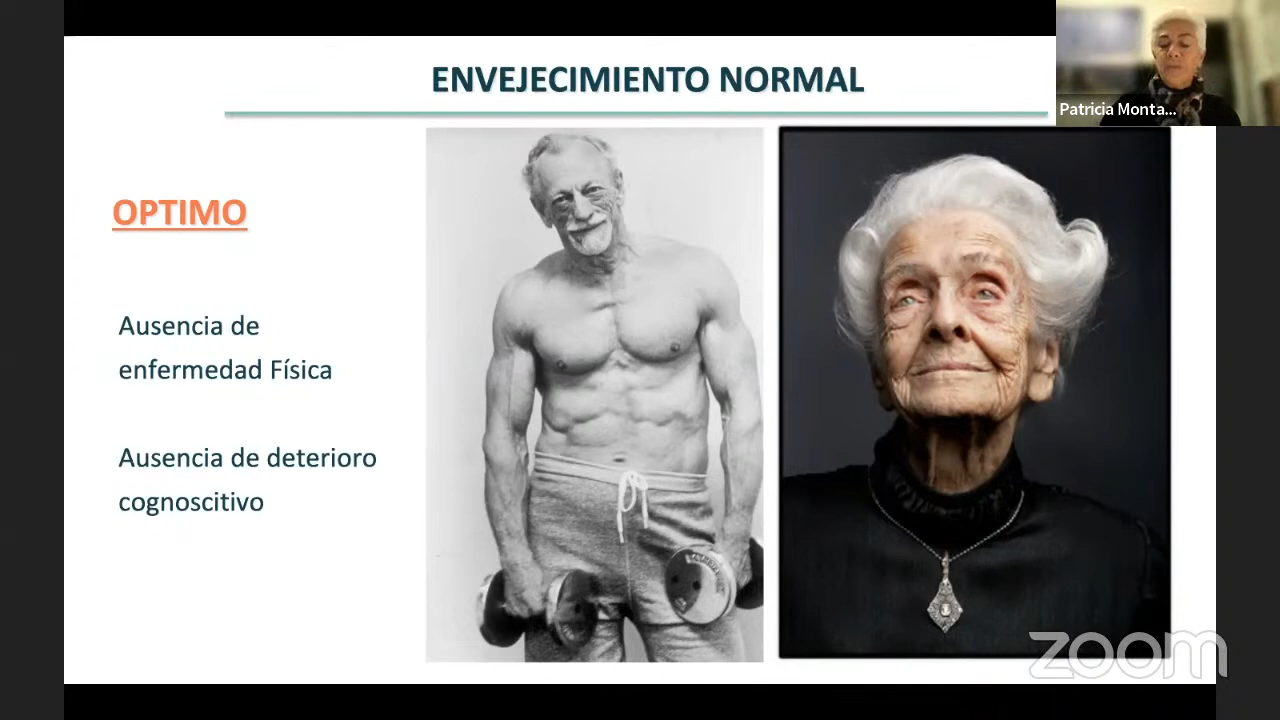 ENVEJECIMIENTO NORMAL
Patricia Monta...
OPTIMO
Ausencia de
enfermedad Física
Ausencia de deterioro
cognoscitivo
zoom